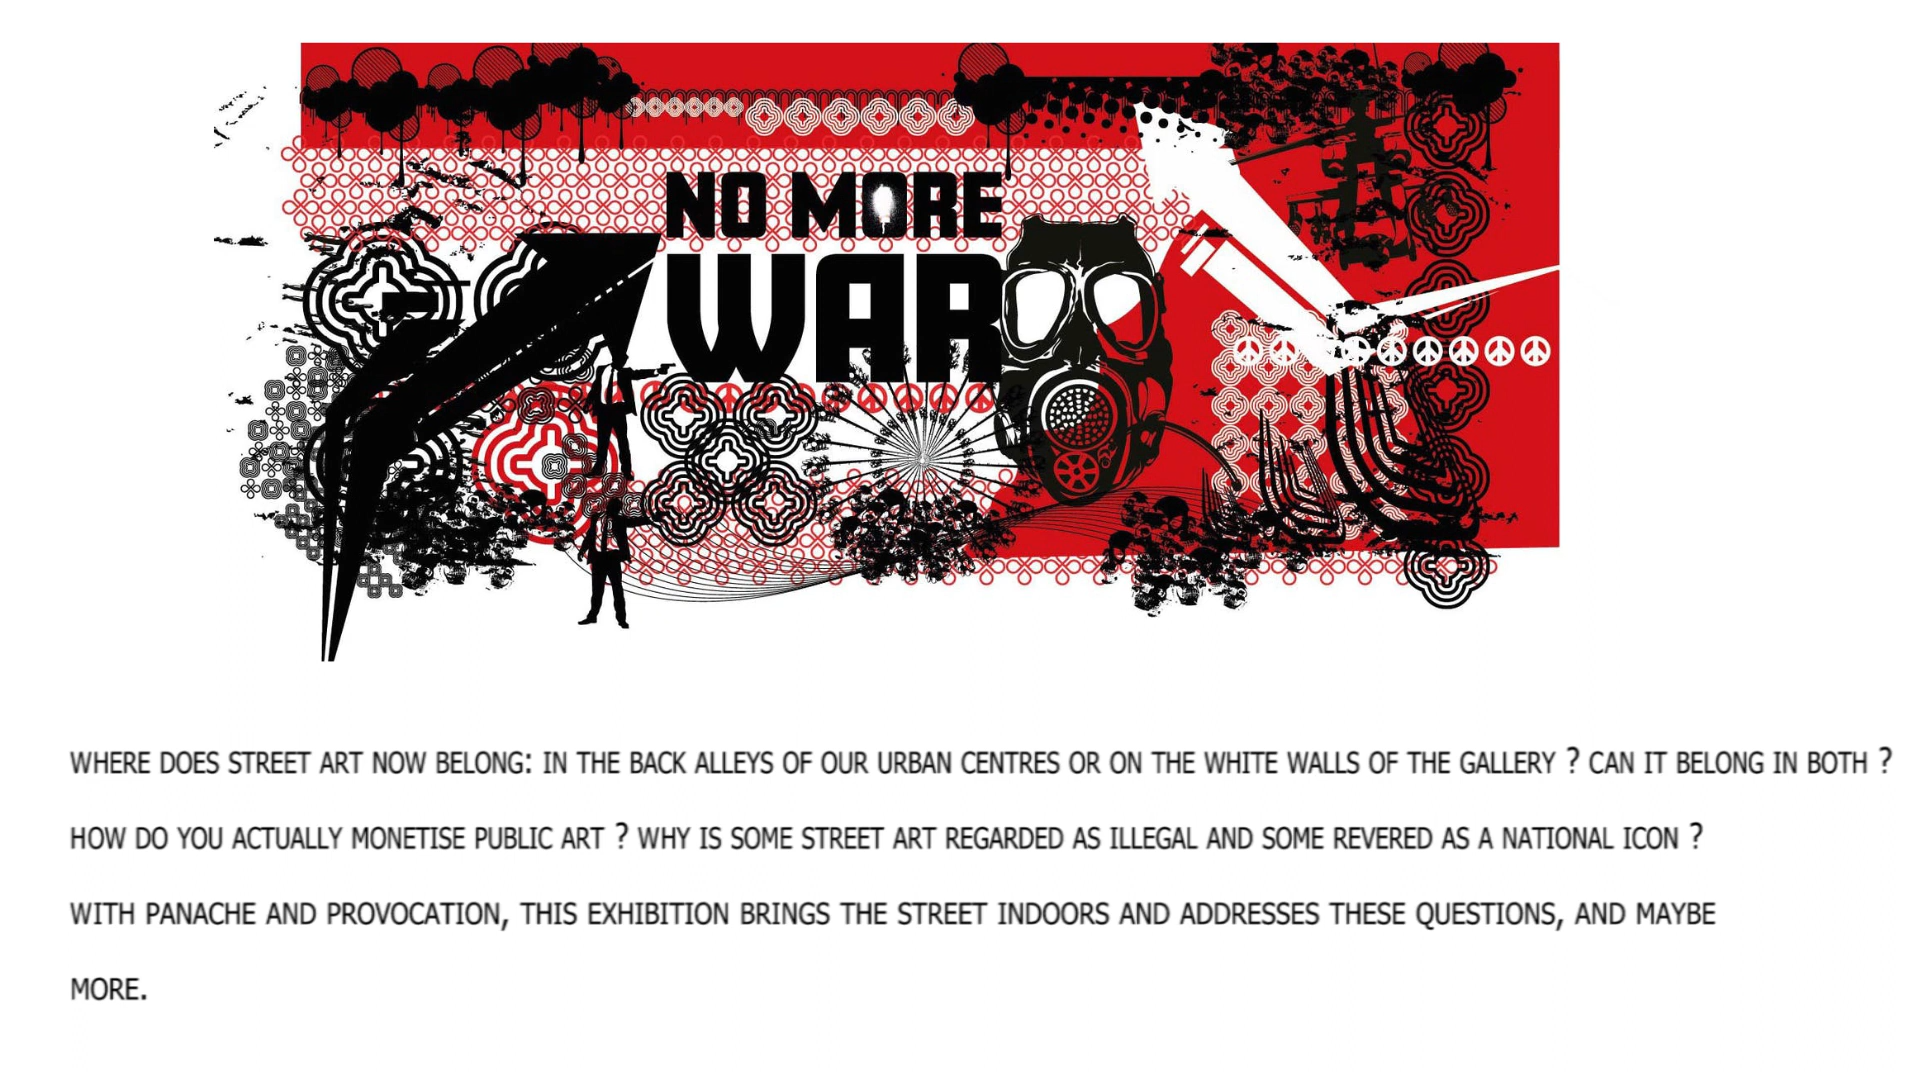 NO MORE
WAR
WHERE DOES STREET ART NOW BELONG: IN THE BACK ALLEYS OF OUR URBAN CENTRES OR ON THE WHITE WALLS OF THE GALLERY ? CAN IT BELONG IN BOTH ?
HOW DO YOU ACTUALLY MONETISE PUBLIC ART ? WHY IS SOME STREET ART REGARDED AS ILLEGAL AND SOME REVERED AS A NATIONAL ICON ?
WITH PANACHE AND PROVOCATION, THIS EXHIBITION BRINGS THE STREET INDOORS AND ADDRESSES THESE QUESTIONS, AND MAYBE
MORE.